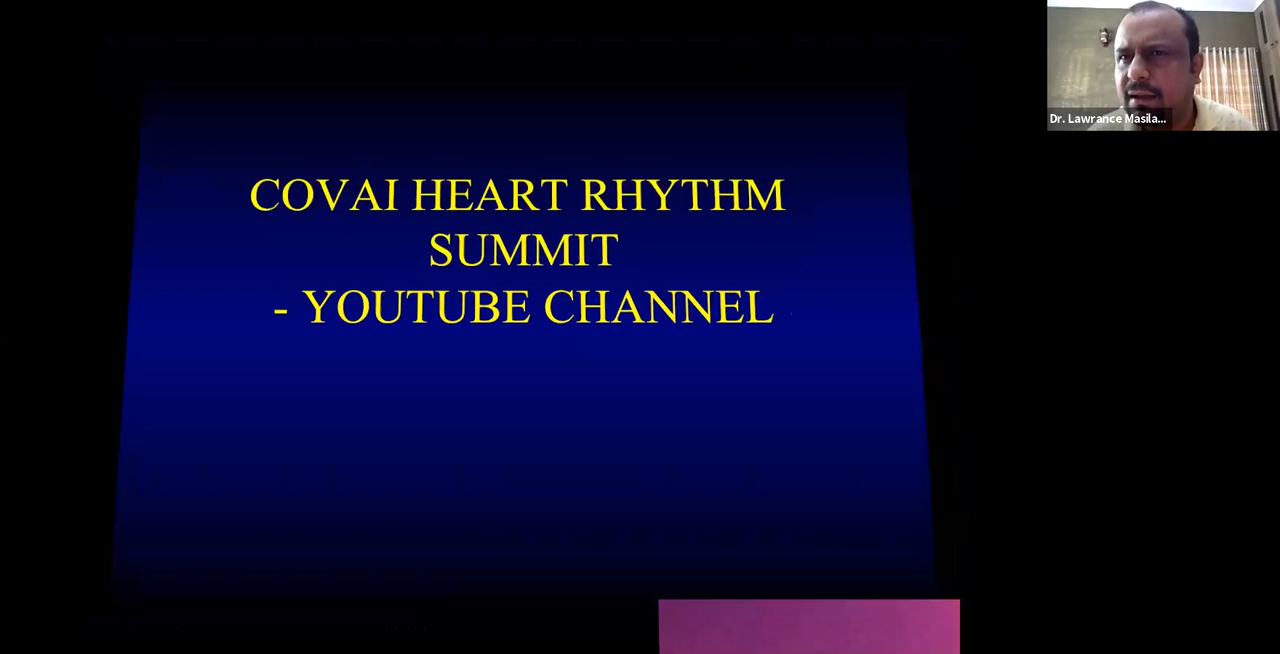 COVAI HEART RHYTHM
SUMMIT
- YOUTUBE CHANNEL
Dr. Lawrance Masila...